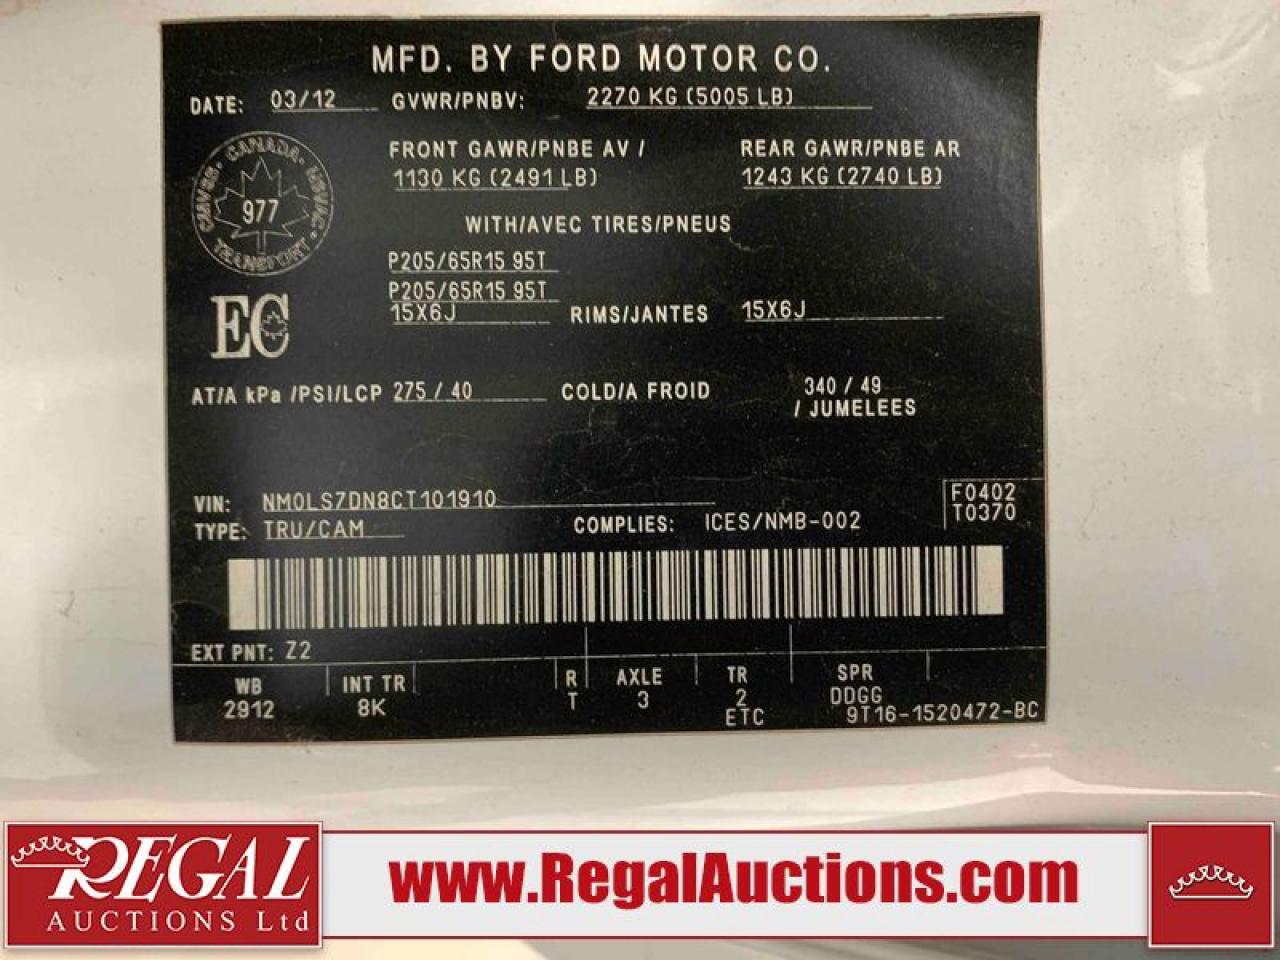 MFD. BY FORD MOTOR CO.
DATE: 03/12 GVWR/PNBV: 2270 KG (5005 LB)
FRONT GAWR/PNBE AV / REAR GAWR/PNBE AR
1130 KG (2491 LB) 1243 KG (2740 LB)
CANADA
CMVSS NSVAC
977
TRANSPORT
WITH/AVEC TIRES/PNEUS
P205/65R15 95T
P205/65R15 95T
15X6J RIMS/JANTES 15X6J
EC
AT/A kPa /PSI/LCP 275 / 40 COLD/A FROID 340 / 49
/ JUMELEES
VIN: NM0LS7DN8CT101910
TYPE: TRU/CAM COMPLIES: ICES/NMB-002
F0402
T0370
EXT PNT: Z2
WB INT TR R AXLE TR SPR
2912 8K T 3 2 DDGG
ETC 9T16-1520472-BC
REGAL
AUCTIONS Ltd
www.RegalAuctions.com